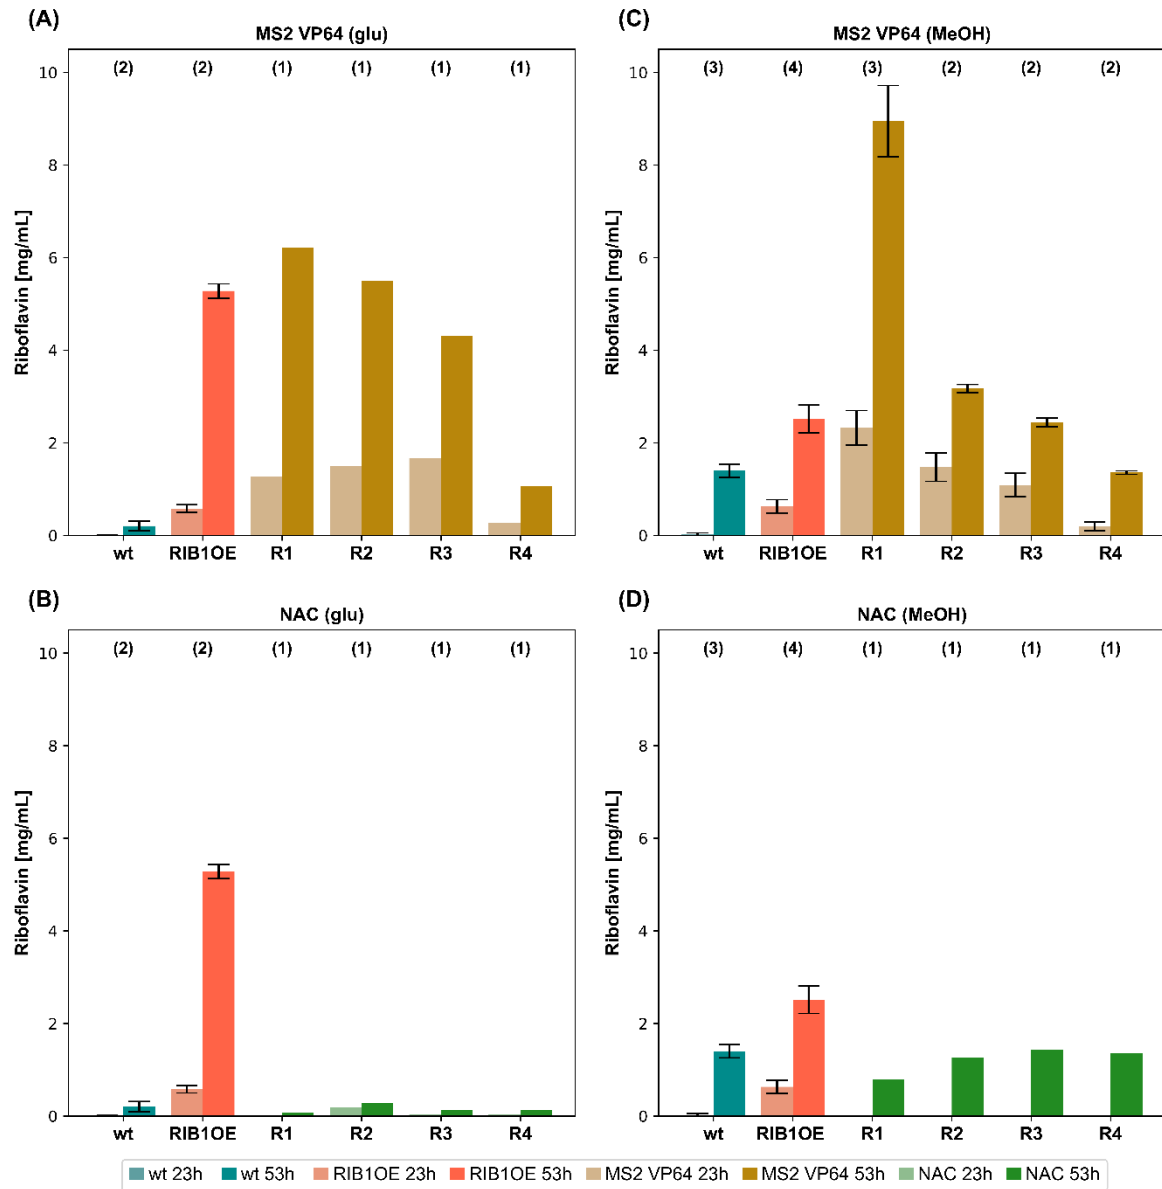 (A)
MS2 VP64 (glu)
(2) (2) (1) (1) (1) (1)
10
8
6
4
2
0
Riboflavin [mg/mL]
wt RIB1OE R1 R2 R3 R4
(C)
MS2 VP64 (MeOH)
(3) (4) (3) (2) (2) (2)
10
8
6
4
2
0
Riboflavin [mg/mL]
wt RIB1OE R1 R2 R3 R4
(B)
NAC (glu)
(2) (2) (1) (1) (1) (1)
10
8
6
4
2
0
Riboflavin [mg/mL]
wt RIB1OE R1 R2 R3 R4
(D)
NAC (MeOH)
(3) (4) (1) (1) (1) (1)
10
8
6
4
2
0
Riboflavin [mg/mL]
wt RIB1OE R1 R2 R3 R4
wt 23h wt 53h RIB1OE 23h RIB1OE 53h MS2 VP64 23h MS2 VP64 53h NAC 23h NAC 53h